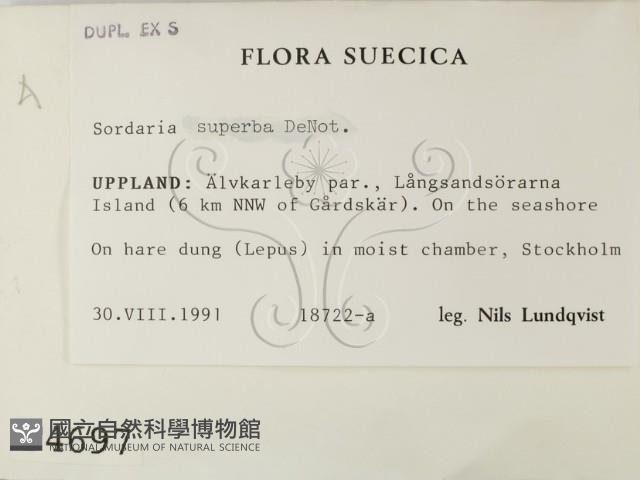 DUPL. EX S
FLORA SUECICA
A
Sordaria superba DeNot.
UPPLAND: Älvkarleby par., Långsandsörarna
Island (6 km NNW of Gårdskär). On the seashore
On hare dung (Lepus) in moist chamber, Stockholm
30.VIII.1991 18722-a leg. Nils Lundqvist
國立自然科學博物館
4697
NATIONAL MUSEUM OF NATURAL SCIENCE